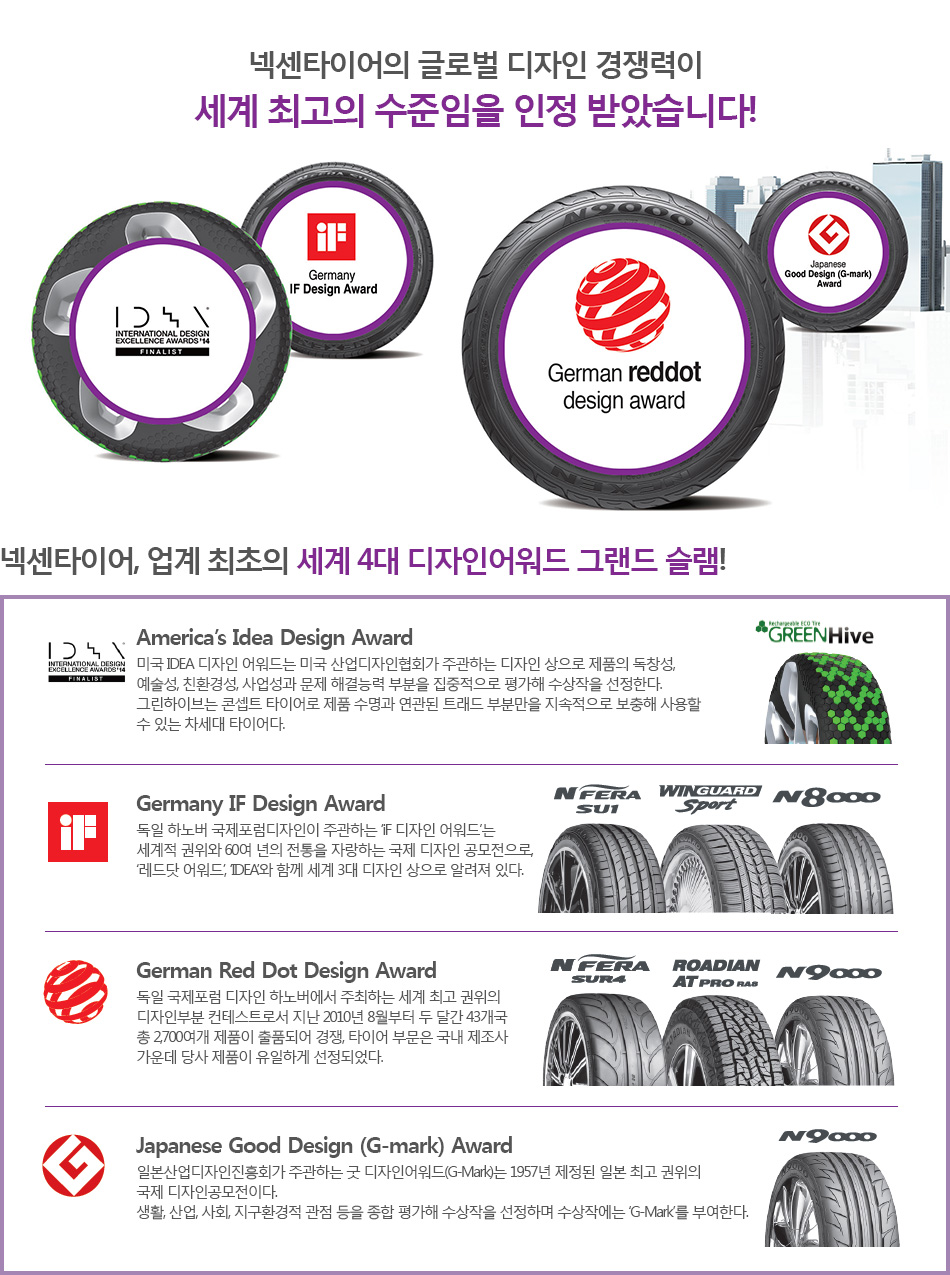 넥센타이어의 글로벌 디자인 경쟁력이
세계 최고의 수준임을 인정 받았습니다!
INTERNATIONAL DESIGN
EXCELLENCE AWARDS '14
FINALIST
N FERA SU1
iF
Germany
IF Design Award
N9000
German reddot
design award
NEXEN
N9000
Japanese
Good Design (G-mark)
Award
넥센타이어, 업계 최초의 세계 4대 디자인어워드 그랜드 슬램!
INTERNATIONAL DESIGN
EXCELLENCE AWARDS '14
FINALIST
America's Idea Design Award
미국 IDEA 디자인 어워드는 미국 산업디자인협회가 주관하는 디자인 상으로 제품의 독창성,
예술성, 친환경성, 사업성과 문제 해결능력 부분을 집중적으로 평가해 수상작을 선정한다.
그린하이브는 콘셉트 타이어로 제품 수명과 연관된 트래드 부분만을 지속적으로 보충해 사용할
수 있는 차세대 타이어다.
Rechargeable ECO Tire
GREENHive
iF
Germany IF Design Award
독일 하노버 국제포럼디자인이 주관하는 'iF 디자인 어워드'는
세계적 권위와 60여 년의 전통을 자랑하는 국제 디자인 공모전으로,
'레드닷 어워드', 'IDEA'와 함께 세계 3대 디자인 상으로 알려져 있다.
N FERA
SU1
WINGUARD
Sport
N8000
German Red Dot Design Award
독일 국제포럼 디자인 하노버에서 주최하는 세계 최고 권위의
디자인부분 컨테스트로서 지난 2010년 8월부터 두 달간 43개국
총 2,700여개 제품이 출품되어 경쟁, 타이어 부문은 국내 제조사
가운데 당사 제품이 유일하게 선정되었다.
N FERA
SUR4
ROADIAN
AT PRO RA8
N9000
Japanese Good Design (G-mark) Award
일본산업디자인진흥회가 주관하는 굿 디자인어워드(G-Mark)는 1957년 제정된 일본 최고 권위의
국제 디자인공모전이다.
생활, 산업, 사회, 지구환경적 관점 등을 종합 평가해 수상작을 선정하며 수상작에는 'G-Mark'를 부여한다.
N9000